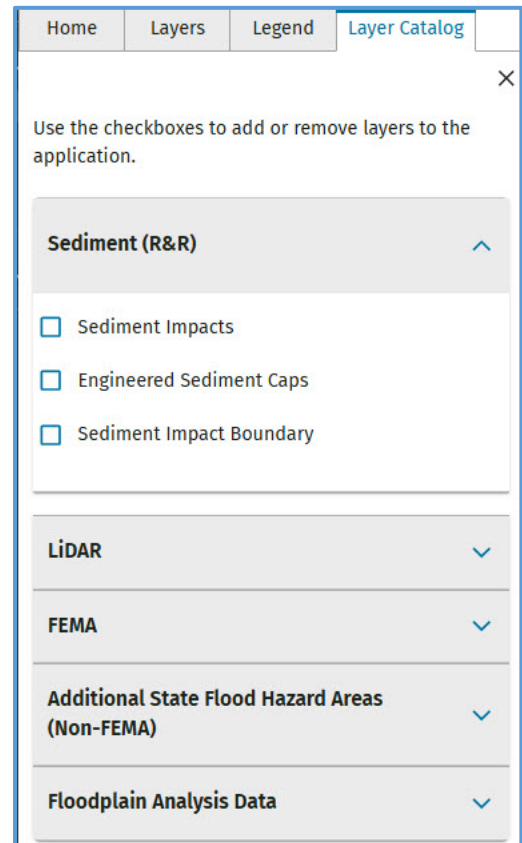 Home Layers Legend Layer Catalog
Use the checkboxes to add or remove layers to the
application.
Sediment (R&R)
Sediment Impacts
Engineered Sediment Caps
Sediment Impact Boundary
LiDAR
FEMA
Additional State Flood Hazard Areas
(Non-FEMA)
Floodplain Analysis Data